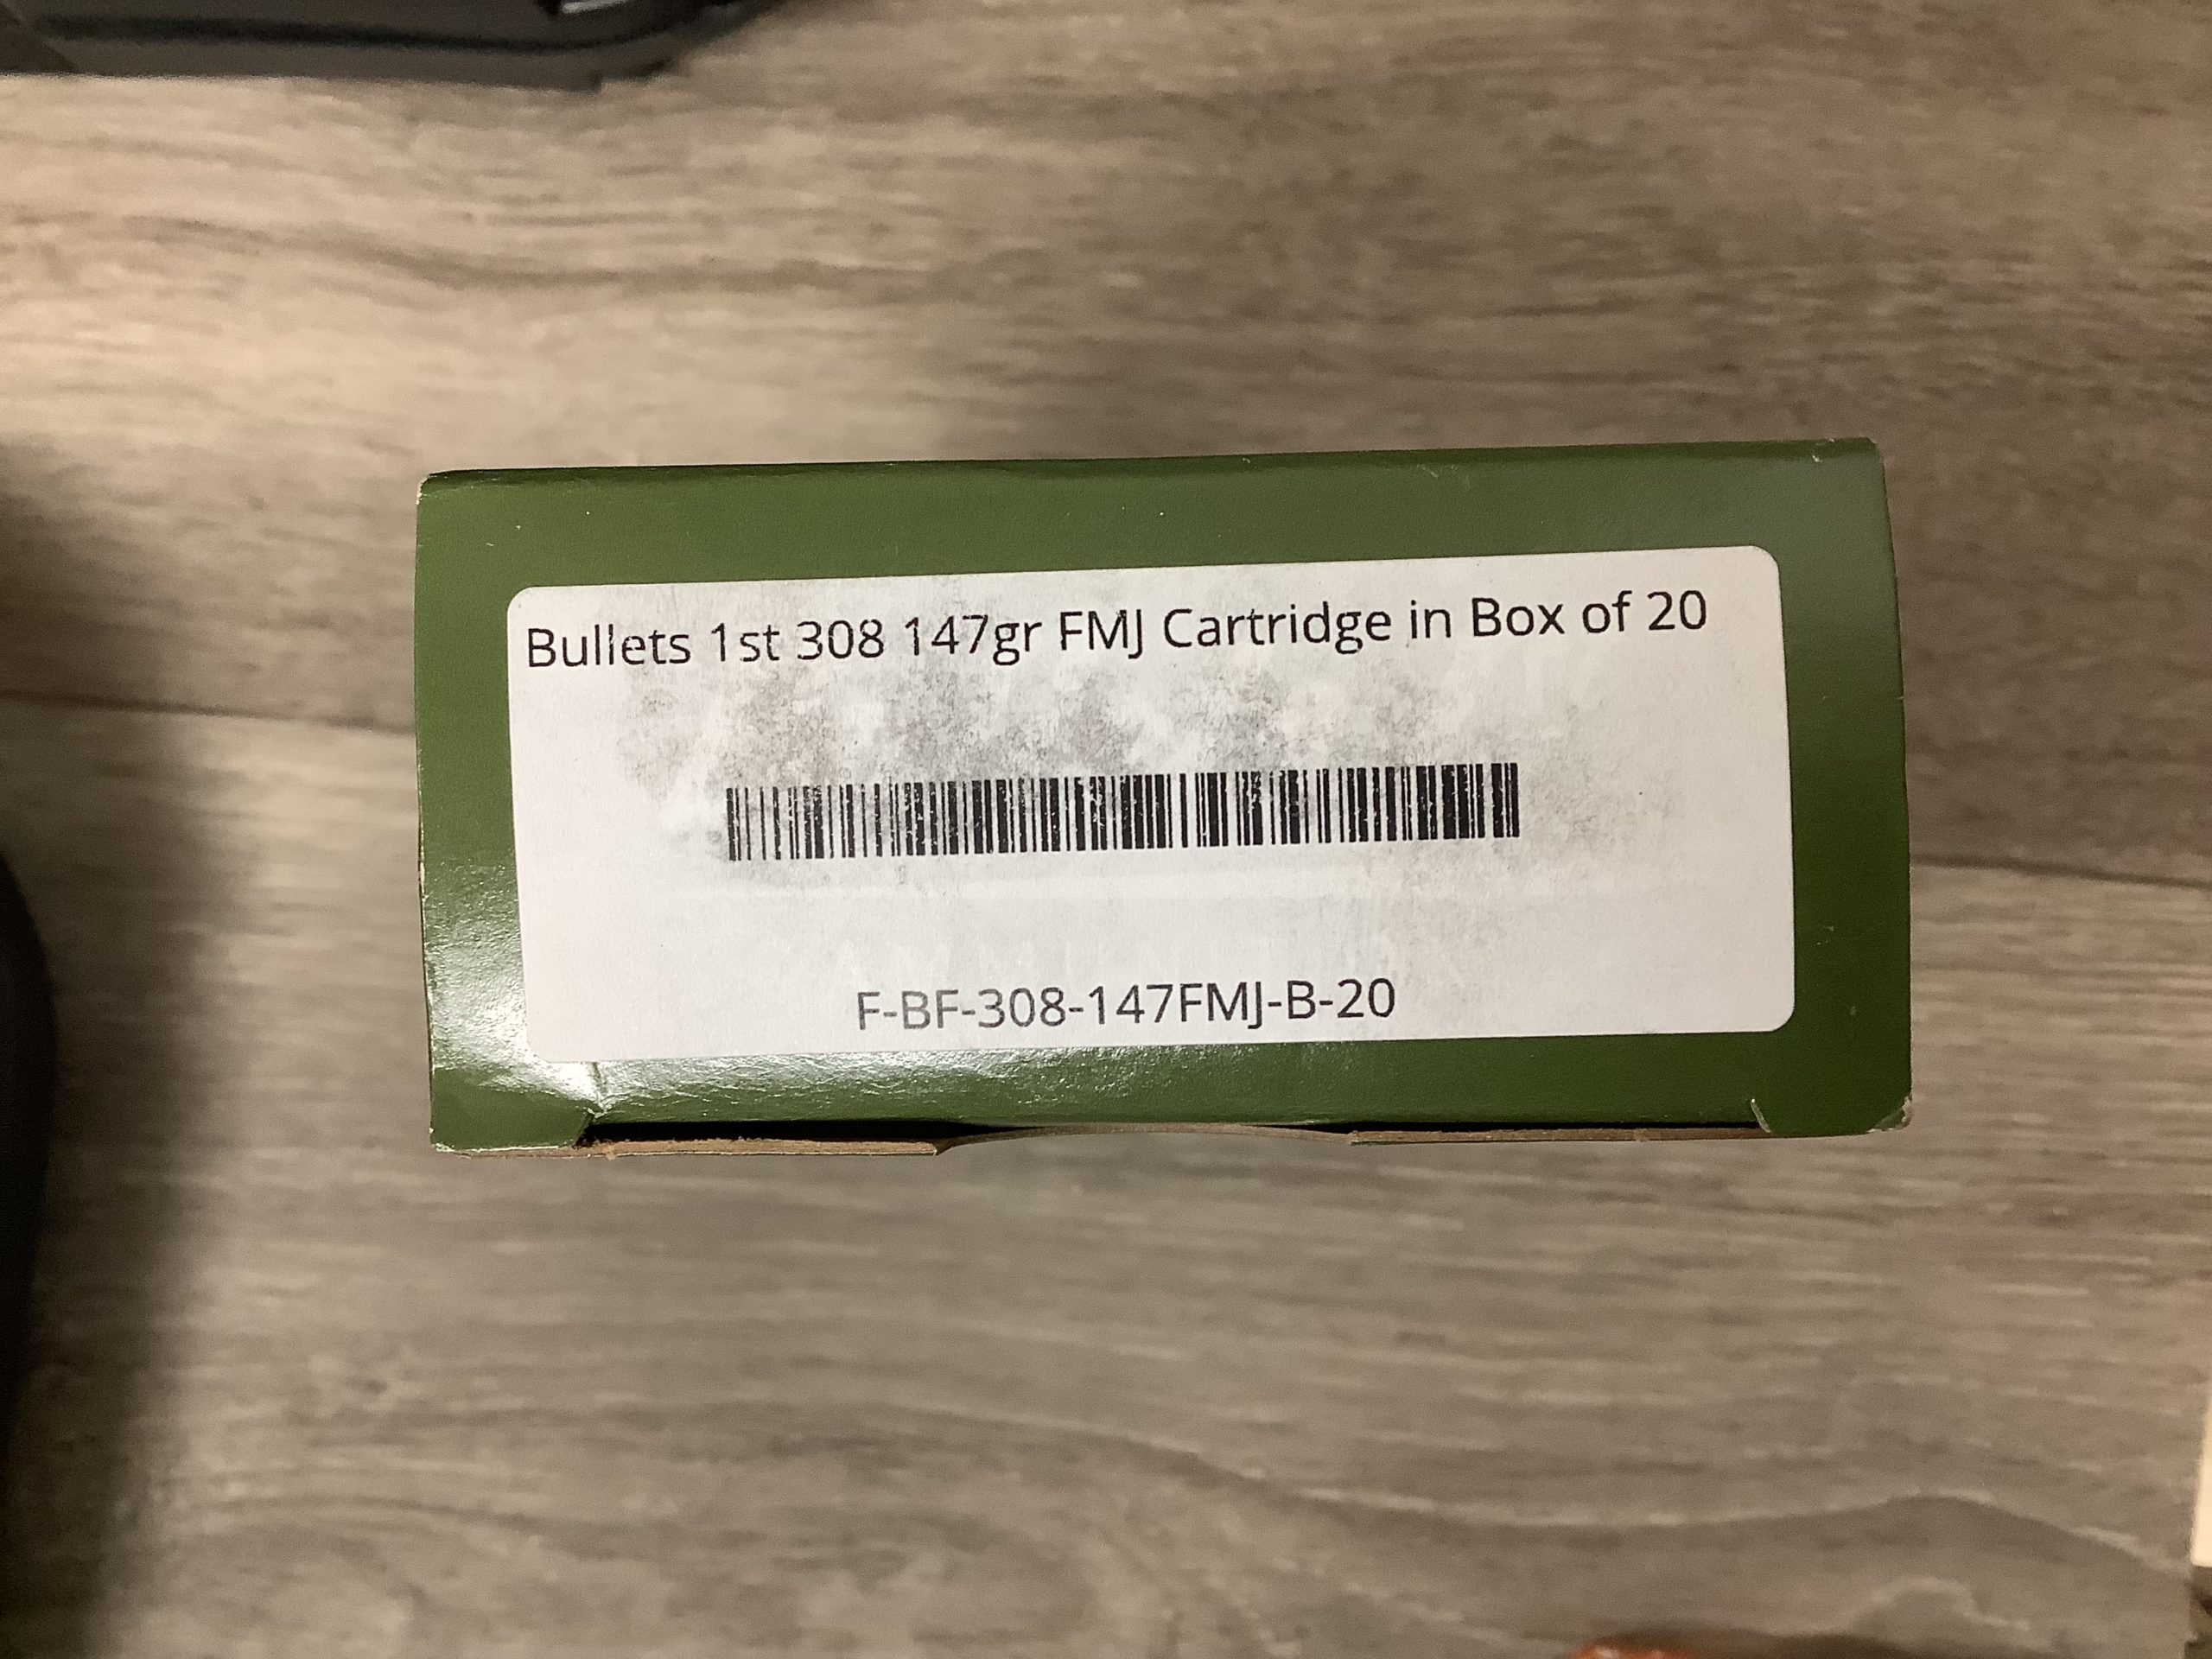 Bullets 1st 308 147gr FMJ Cartridge in Box of 20
F-BF-308-147FMJ-B-20